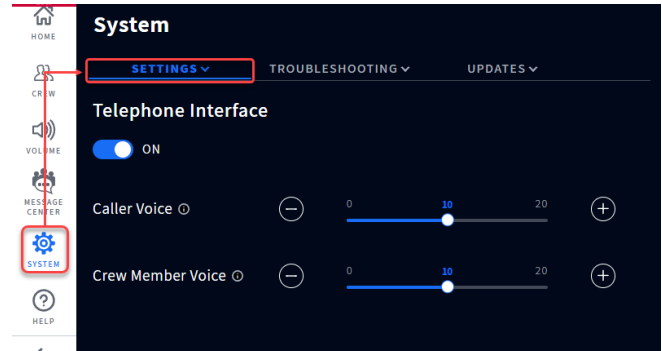 HOME
CREW
VOLUME
MESSAGE
CENTER
SYSTEM
HELP
System
SETTINGS
TROUBLESHOOTING
UPDATES
Telephone Interface
ON
Caller Voice
0
10
20
Crew Member Voice
0
10
20